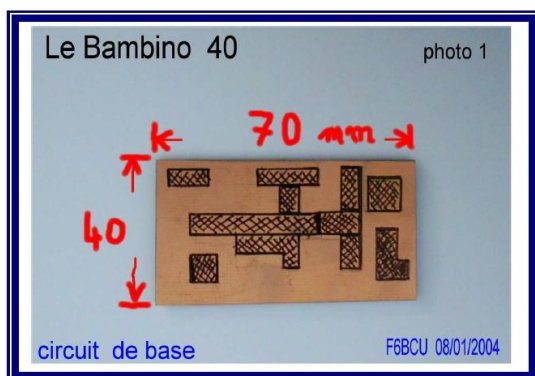 Le Bambino 40
photo 1
70 mm
40
circuit de base
F6BCU 08/01/2004